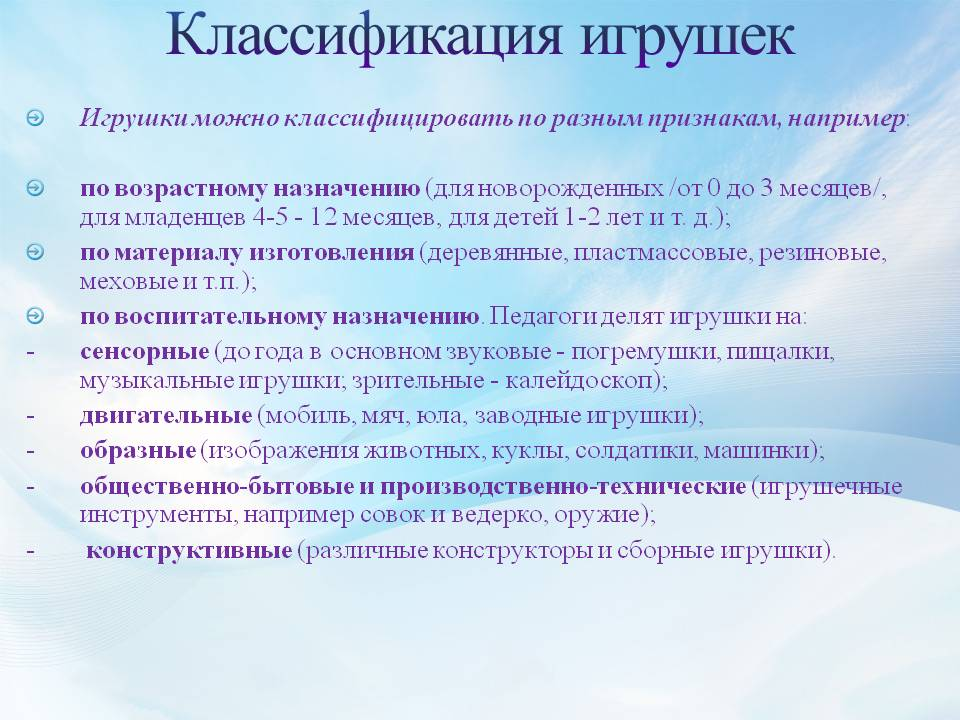 Классификация игрушек
Игрушки можно классифицировать по разным признакам, например:
по возрастному назначению (для новорожденных /от 0 до 3 месяцев/,
для младенцев 4-5 - 12 месяцев, для детей 1-2 лет и т. д.);
по материалу изготовления (деревянные, пластмассовые, резиновые,
меховые и т.п.);
по воспитательному назначению. Педагоги делят игрушки на:
- сенсорные (до года в основном звуковые - погремушки, пищалки,
музыкальные игрушки; зрительные - калейдоскоп);
- двигательные (мобиль, мяч, юла, заводные игрушки);
- образные (изображения животных, куклы, солдатики, машинки);
- общественно-бытовые и производственно-технические (игрушечные
инструменты, например совок и ведерко, оружие);
- конструктивные (различные конструкторы и сборные игрушки).